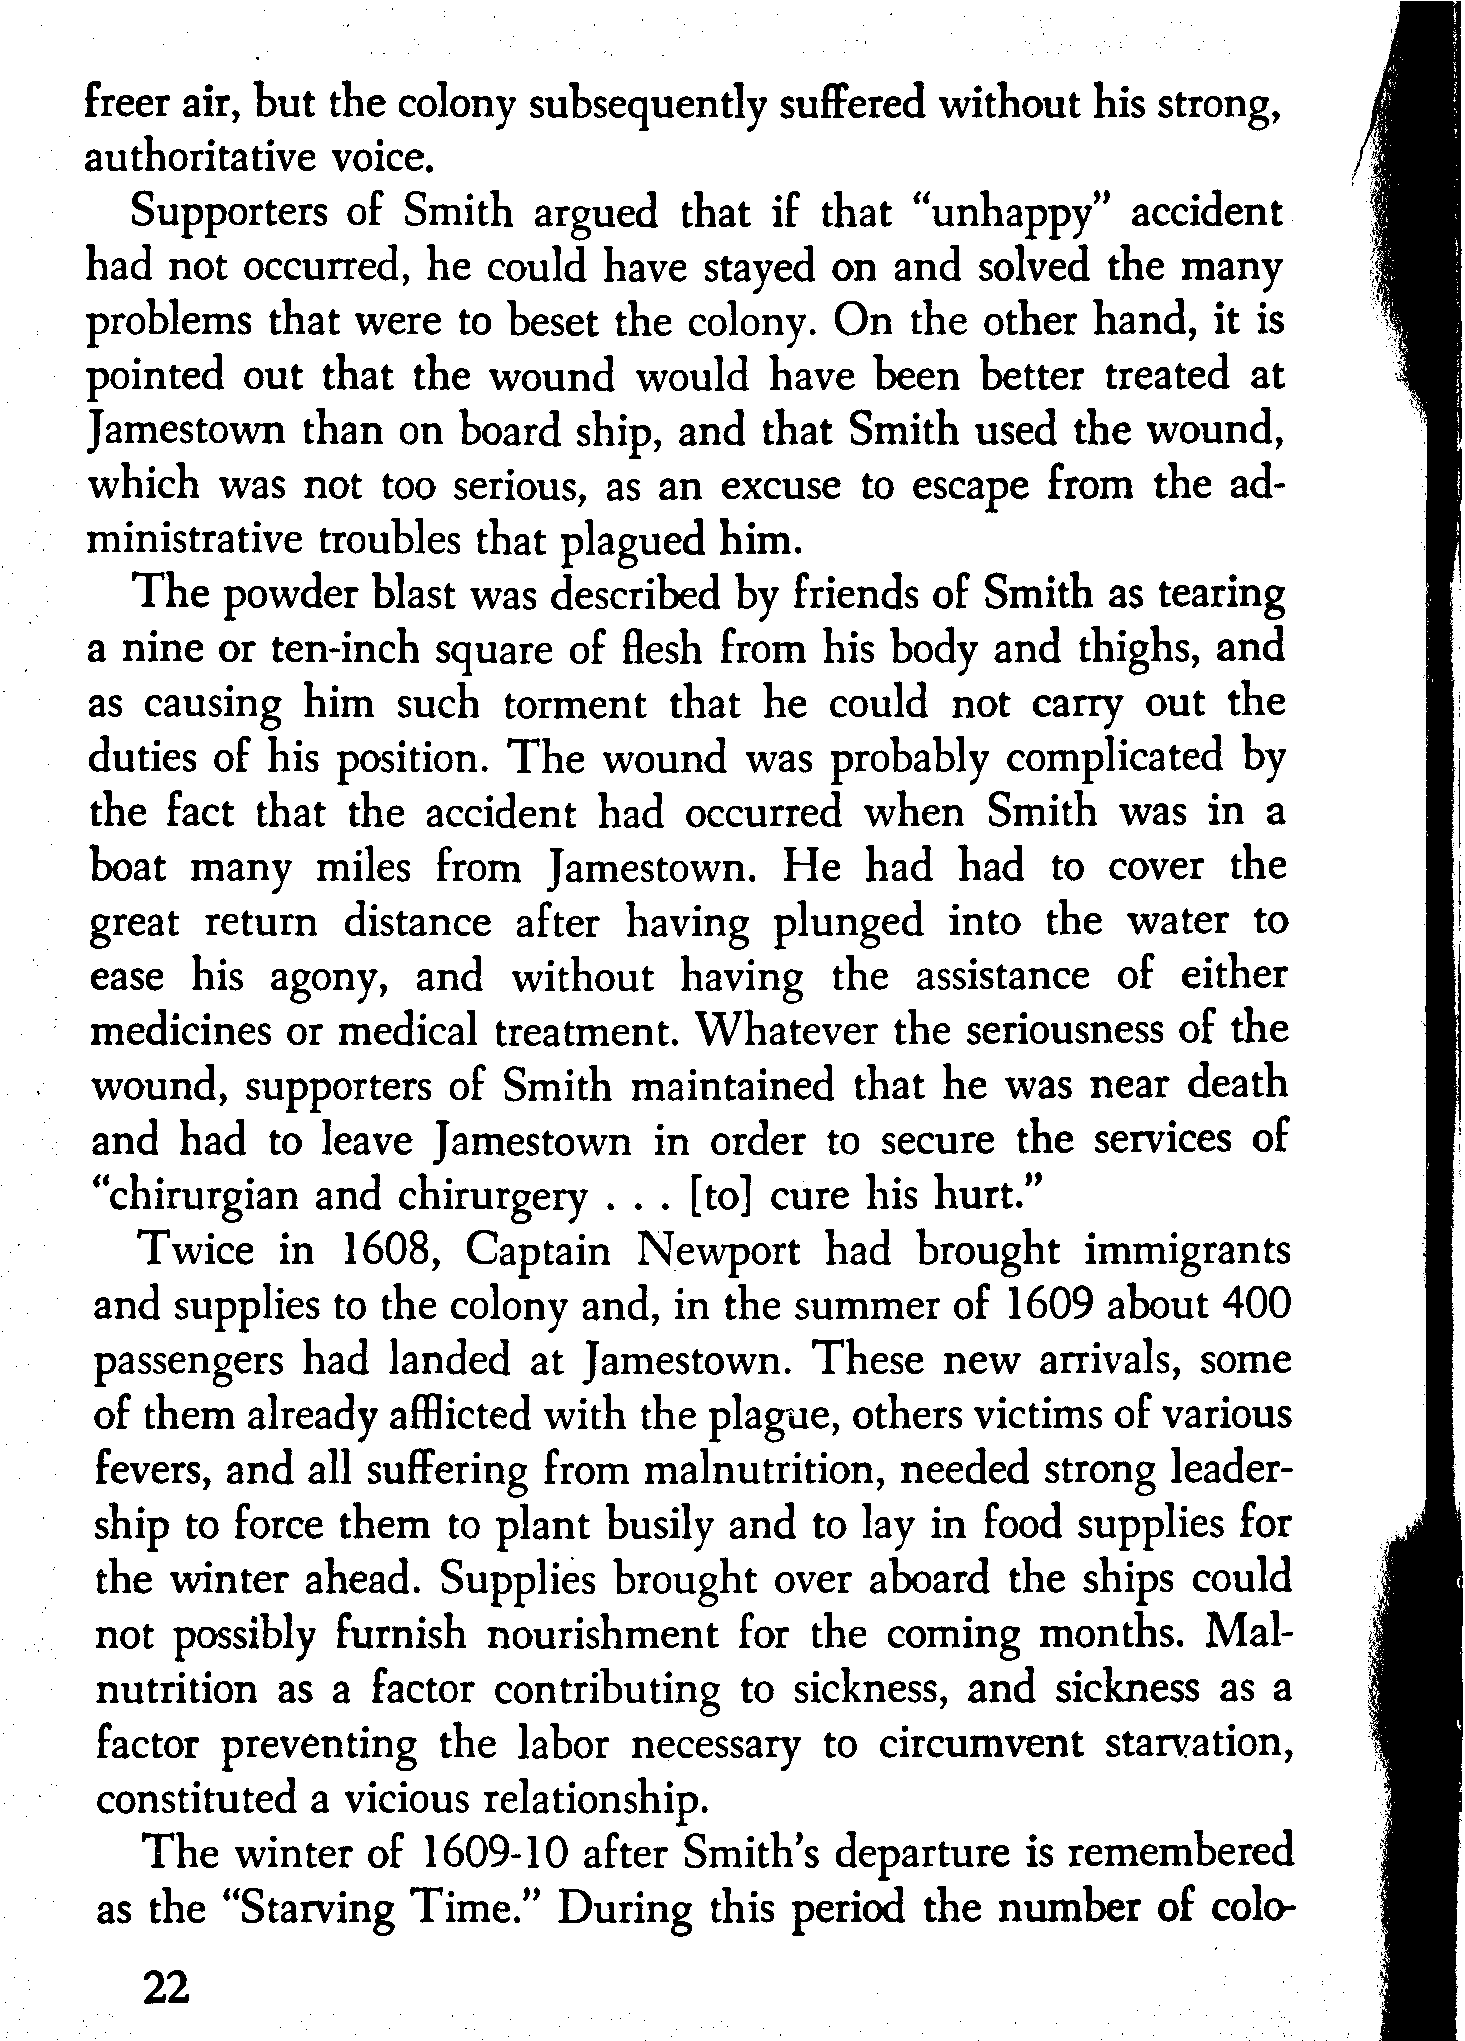 freer air, but the colony subsequently suffered without his strong,
authoritative voice.
Supporters of Smith argued that if that “unhappy” accident
had not occurred, he could have stayed on and solved the many
problems that were to beset the colony. On the other hand, it is
pointed out that the wound would have been better treated at
Jamestown than on board ship, and that Smith used the wound,
which was not too serious, as an excuse to escape from the ad-
ministrative troubles that plagued him.
The powder blast was described by friends of Smith as tearing
a nine or ten-inch square of flesh from his body and thighs, and
as causing him such torment that he could not carry out the
duties of his position. The wound was probably complicated by
the fact that the accident had occurred when Smith was in a
boat many miles from Jamestown. He had had to cover the
great return distance after having plunged into the water to
ease his agony, and without having the assistance of either
medicines or medical treatment. Whatever the seriousness of the
wound, supporters of Smith maintained that he was near death
and had to leave Jamestown in order to secure the services of
“chirurgian and chirurgery . . . [to] cure his hurt.”
Twice in 1608, Captain Newport had brought immigrants
and supplies to the colony and, in the summer of 1609 about 400
passengers had landed at Jamestown. These new arrivals, some
of them already afflicted with the plague, others victims of various
fevers, and all suffering from malnutrition, needed strong leader-
ship to force them to plant busily and to lay in food supplies for
the winter ahead. Supplies brought over aboard the ships could
not possibly furnish nourishment for the coming months. Mal-
nutrition as a factor contributing to sickness, and sickness as a
factor preventing the labor necessary to circumvent starvation,
constituted a vicious relationship.
The winter of 1609-10 after Smith’s departure is remembered
as the “Starving Time.” During this period the number of colo-
22